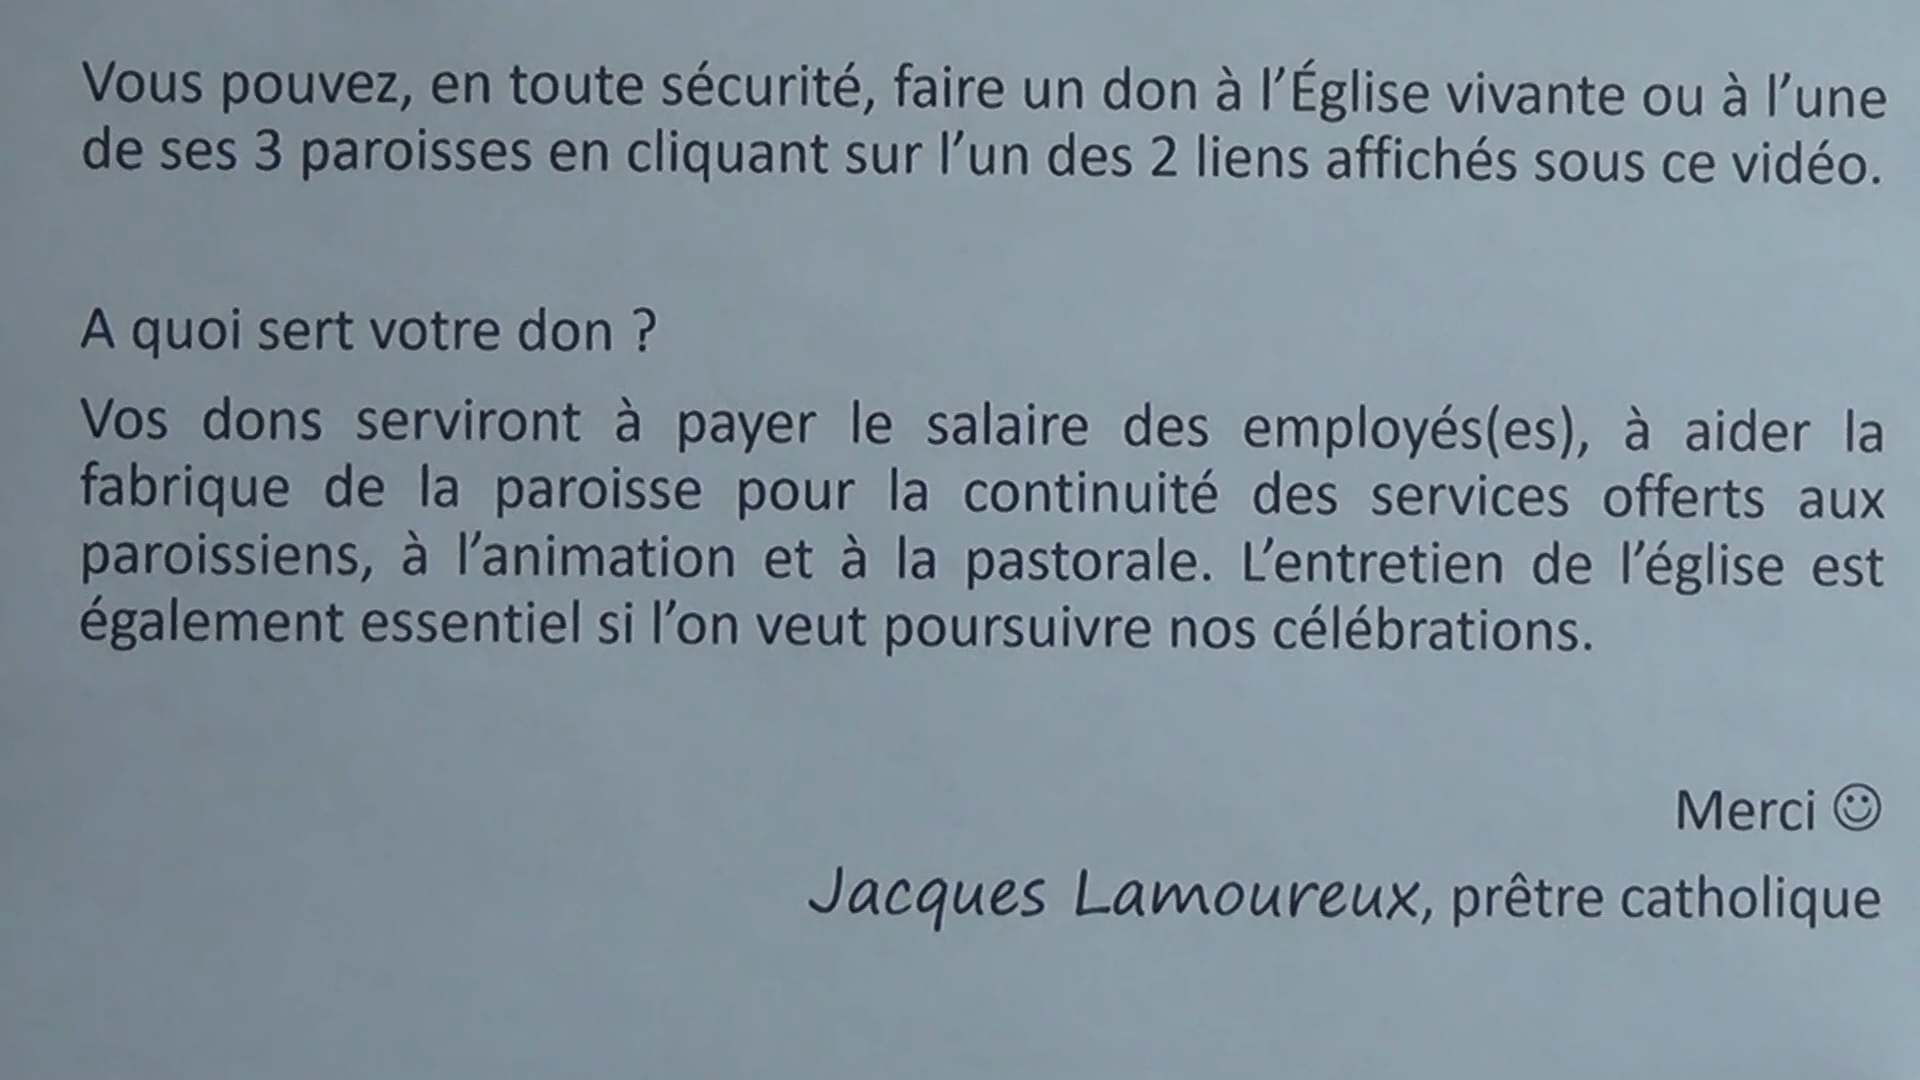 Vous pouvez, en toute sécurité, faire un don à l’Église vivante ou à l’une
de ses 3 paroisses en cliquant sur l’un des 2 liens affichés sous ce vidéo.
A quoi sert votre don ?
Vos dons serviront à payer le salaire des employés(es), à aider la
fabrique de la paroisse pour la continuité des services offerts aux
paroissiens, à l’animation et à la pastorale. L’entretien de l’église est
également essentiel si l’on veut poursuivre nos célébrations.
Merci ☺
Jacques Lamoureux, prêtre catholique